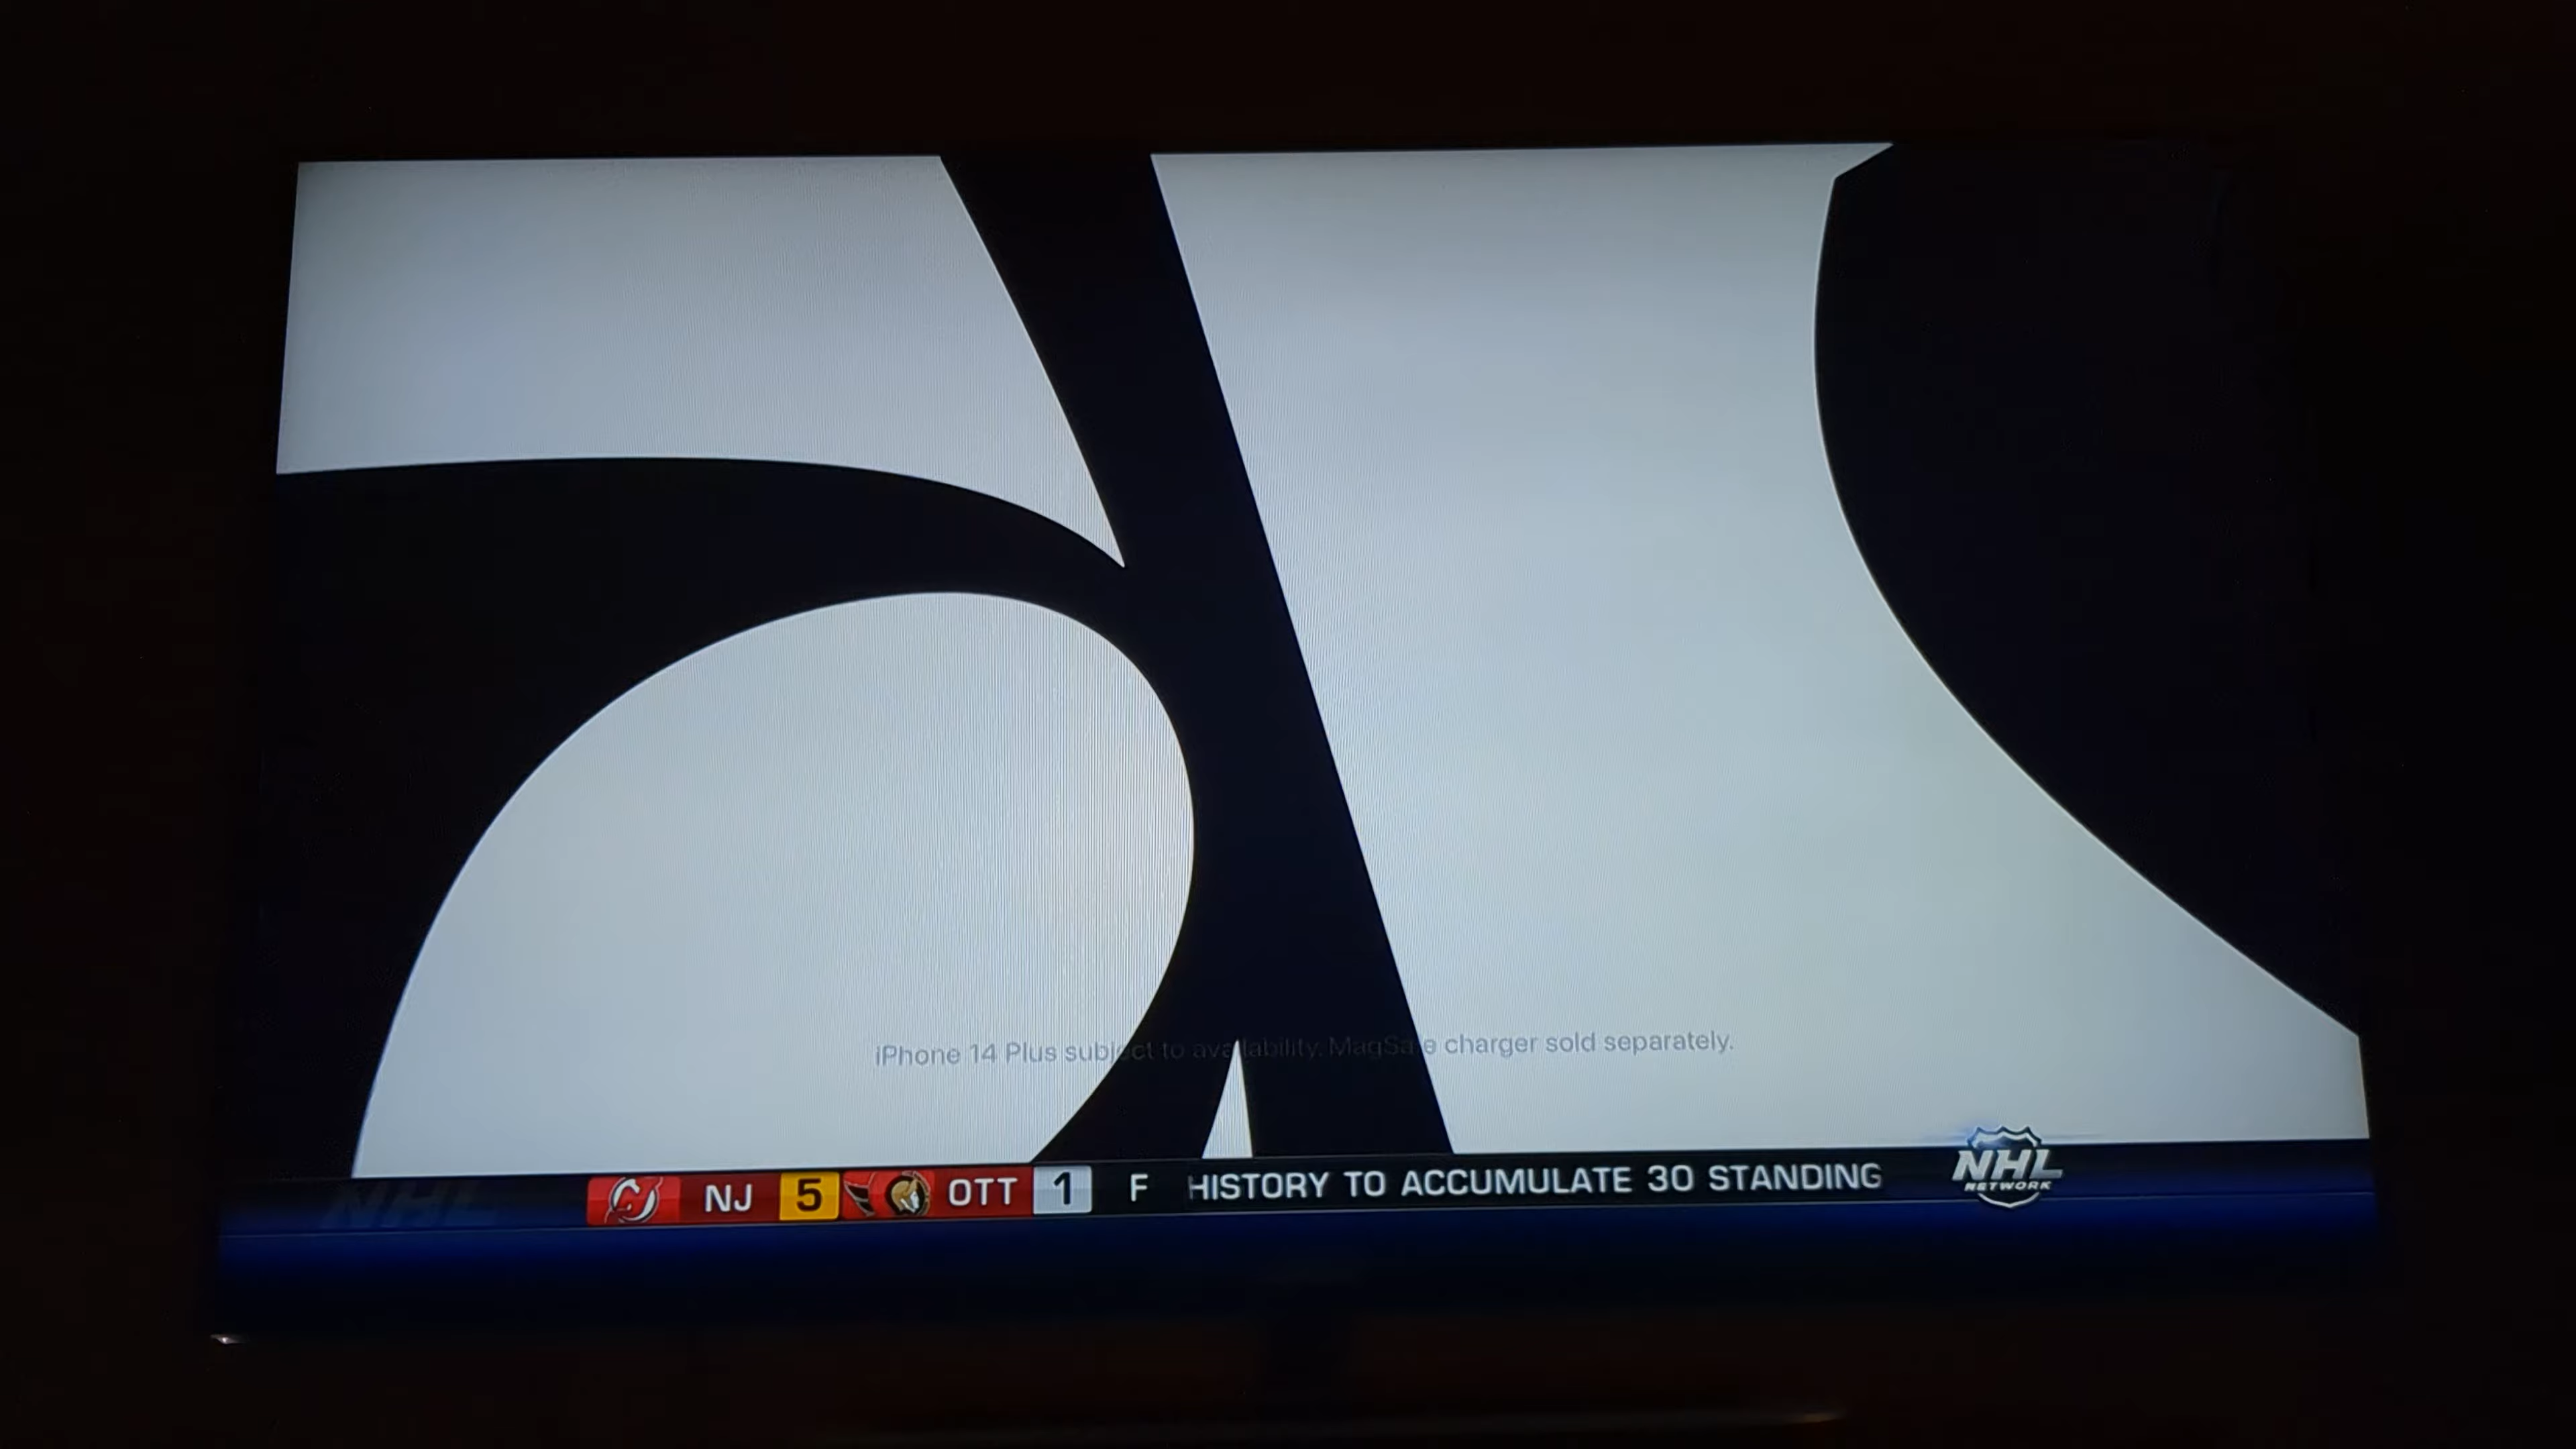 iPhone 14 Plus subject to availability. MagSafe charger sold separately.
NJ 5 OTT 1 F HISTORY TO ACCUMULATE 30 STANDING
NHL
NETWORK